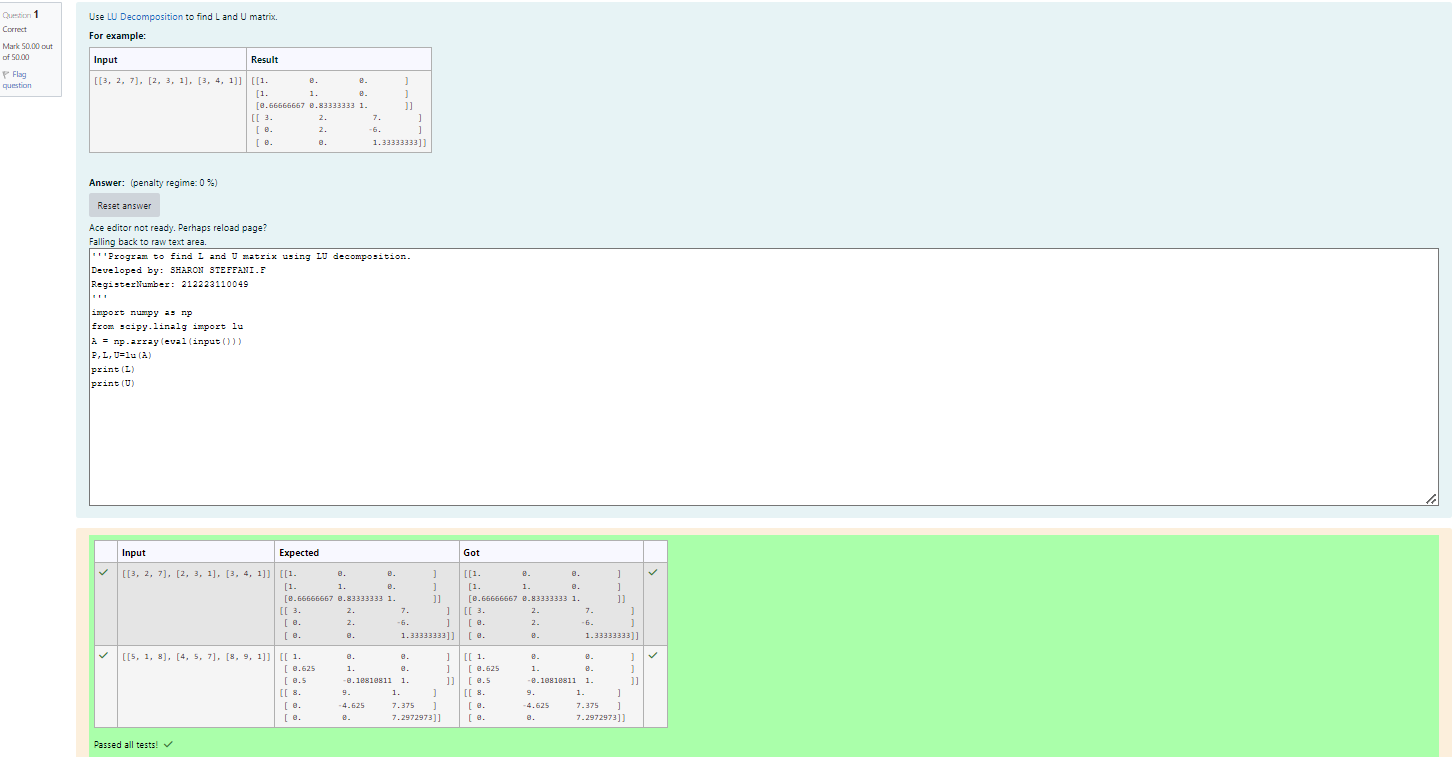 Question 1
Correct
Mark 50.00 out
of 50.00
Flag
question
Use LU Decomposition to find L and U matrix.
For example:
Input Result
[[3, 2, 7], [2, 3, 1], [3, 4, 1]] [[1. 0. 0. ]
[1. 1. 0. ]
[0.66666667 0.83333333 1. ]]
[[ 3. 2. 7. ]
[ 0. 2. -6. ]
[ 0. 0. 1.33333333]]
Answer: (penalty regime: 0 %)
Reset answer
Ace editor not ready. Perhaps reload page?
Falling back to raw text area.
'''Program to find L and U matrix using LU decomposition.
Developed by: SHARON STEFFANI.F
RegisterNumber: 212223110049
'''
import numpy as np
from scipy.linalg import lu
A = np.array(eval(input()))
P,L,U=lu(A)
print(L)
print(U)
Input Expected Got
[[3, 2, 7], [2, 3, 1], [3, 4, 1]] [[1. 0. 0. ] [[1. 0. 0. ]
[1. 1. 0. ] [1. 1. 0. ]
[0.66666667 0.83333333 1. ]] [0.66666667 0.83333333 1. ]]
[[ 3. 2. 7. ] [[ 3. 2. 7. ]
[ 0. 2. -6. ] [ 0. 2. -6. ]
[ 0. 0. 1.33333333]] [ 0. 0. 1.33333333]]
[[5, 1, 8], [4, 5, 7], [8, 9, 1]] [[ 1. 0. 0. ] [[ 1. 0. 0. ]
[ 0.625 1. 0. ] [ 0.625 1. 0. ]
[ 0.5 -0.10810811 1. ]] [ 0.5 -0.10810811 1. ]]
[[ 8. 9. 1. ] [[ 8. 9. 1. ]
[ 0. -4.625 7.375 ] [ 0. -4.625 7.375 ]
[ 0. 0. 7.2972973]] [ 0. 0. 7.2972973]]
Passed all tests!